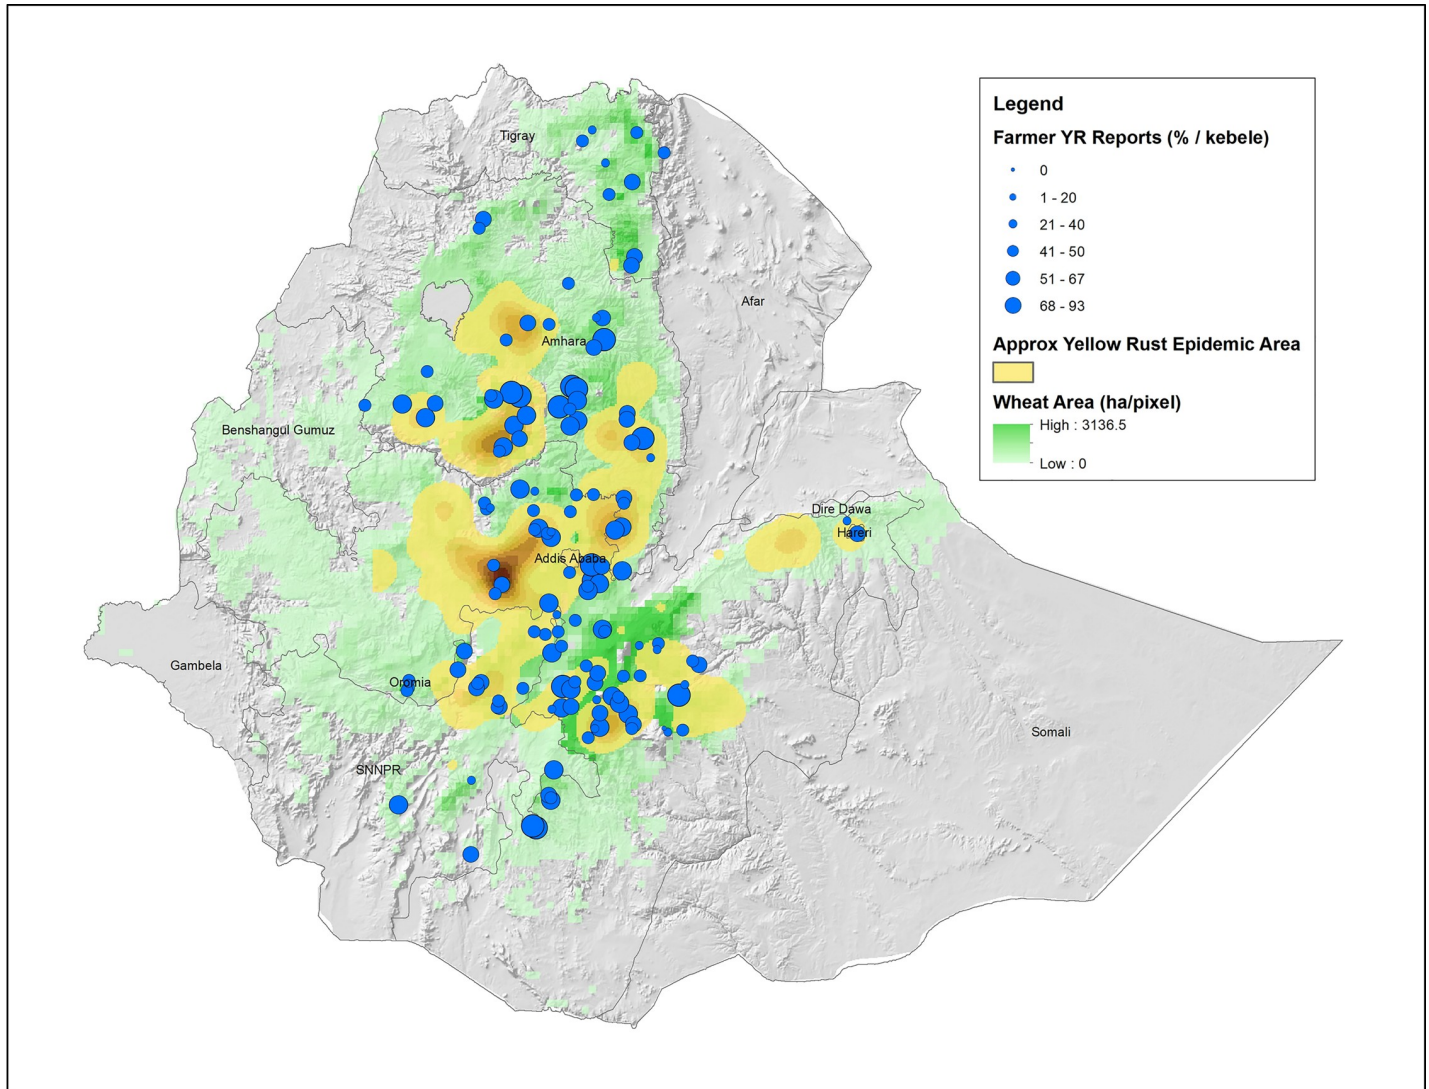 Legend
Farmer YR Reports (% / kebele)
0
1 - 20
21 - 40
41 - 50
51 - 67
68 - 93
Approx Yellow Rust Epidemic Area
Wheat Area (ha/pixel)
High : 3136.5
Low : 0
Tigray
Afar
Amhara
Benshangul Gumuz
Dire Dawa
Hareri
Addis Ababa
Gambela
Oromia
Somali
SNNPR